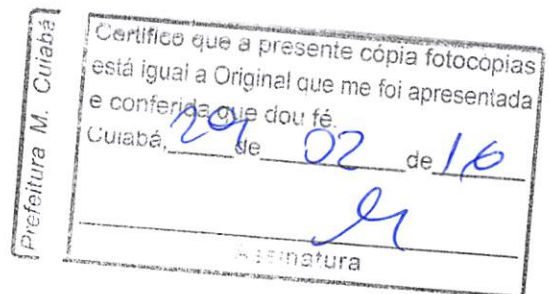 Prefeitura M. Cuiabá
Certifico que a presente cópia fotocópias
está igual a Original que me foi apresentada
e conferida que dou fé.
Cuiabá, 29 de 02 de 16
Assinatura